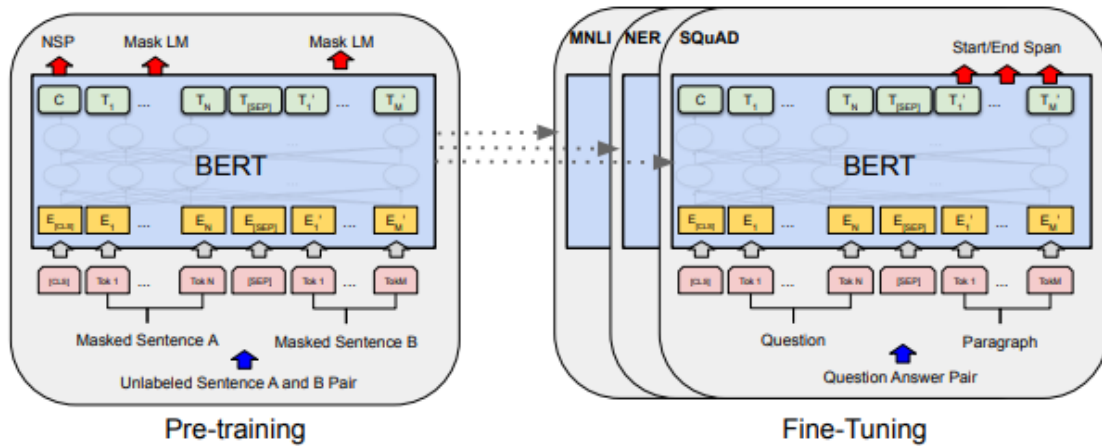 NSP Mask LM Mask LM
C T1 ... TN T[SEP] T1' ... TM'
BERT
E[CLS] E1 ... EN E[SEP] E1' ... EM'
[CLS] Tok 1 ... Tok N [SEP] Tok 1 ... TokM
Masked Sentence A Masked Sentence B
Unlabeled Sentence A and B Pair
Pre-training
MNLI NER SQuAD
Start/End Span
C T1 ... TN T[SEP] T1' ... TM'
BERT
E[CLS] E1 ... EN E[SEP] E1' ... EM'
[CLS] Tok 1 ... Tok N [SEP] Tok 1 ... TokM
Question Paragraph
Question Answer Pair
Fine-Tuning